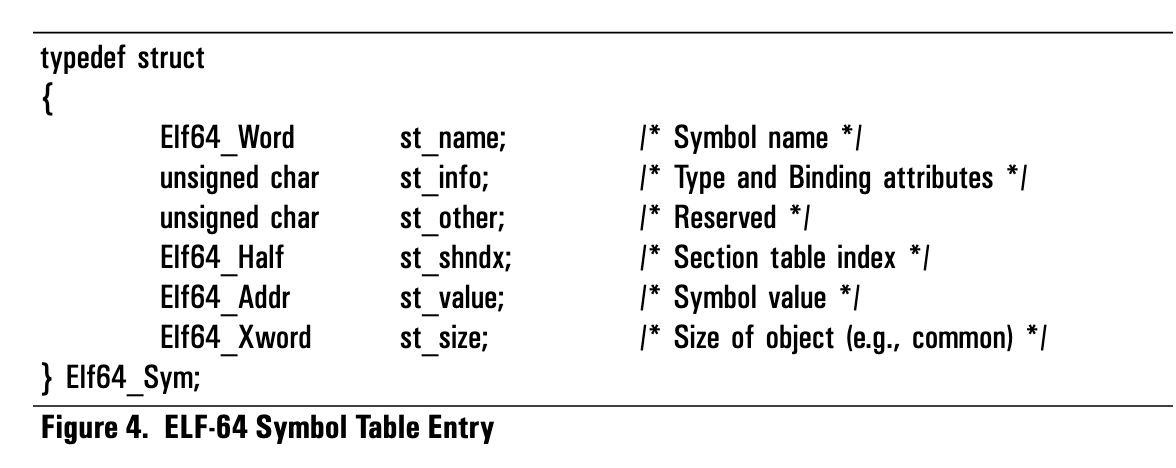 typedef struct
{
Elf64_Word st_name; /* Symbol name */
unsigned char st_info; /* Type and Binding attributes */
unsigned char st_other; /* Reserved */
Elf64_Half st_shndx; /* Section table index */
Elf64_Addr st_value; /* Symbol value */
Elf64_Xword st_size; /* Size of object (e.g., common) */
} Elf64_Sym;
Figure 4. ELF-64 Symbol Table Entry